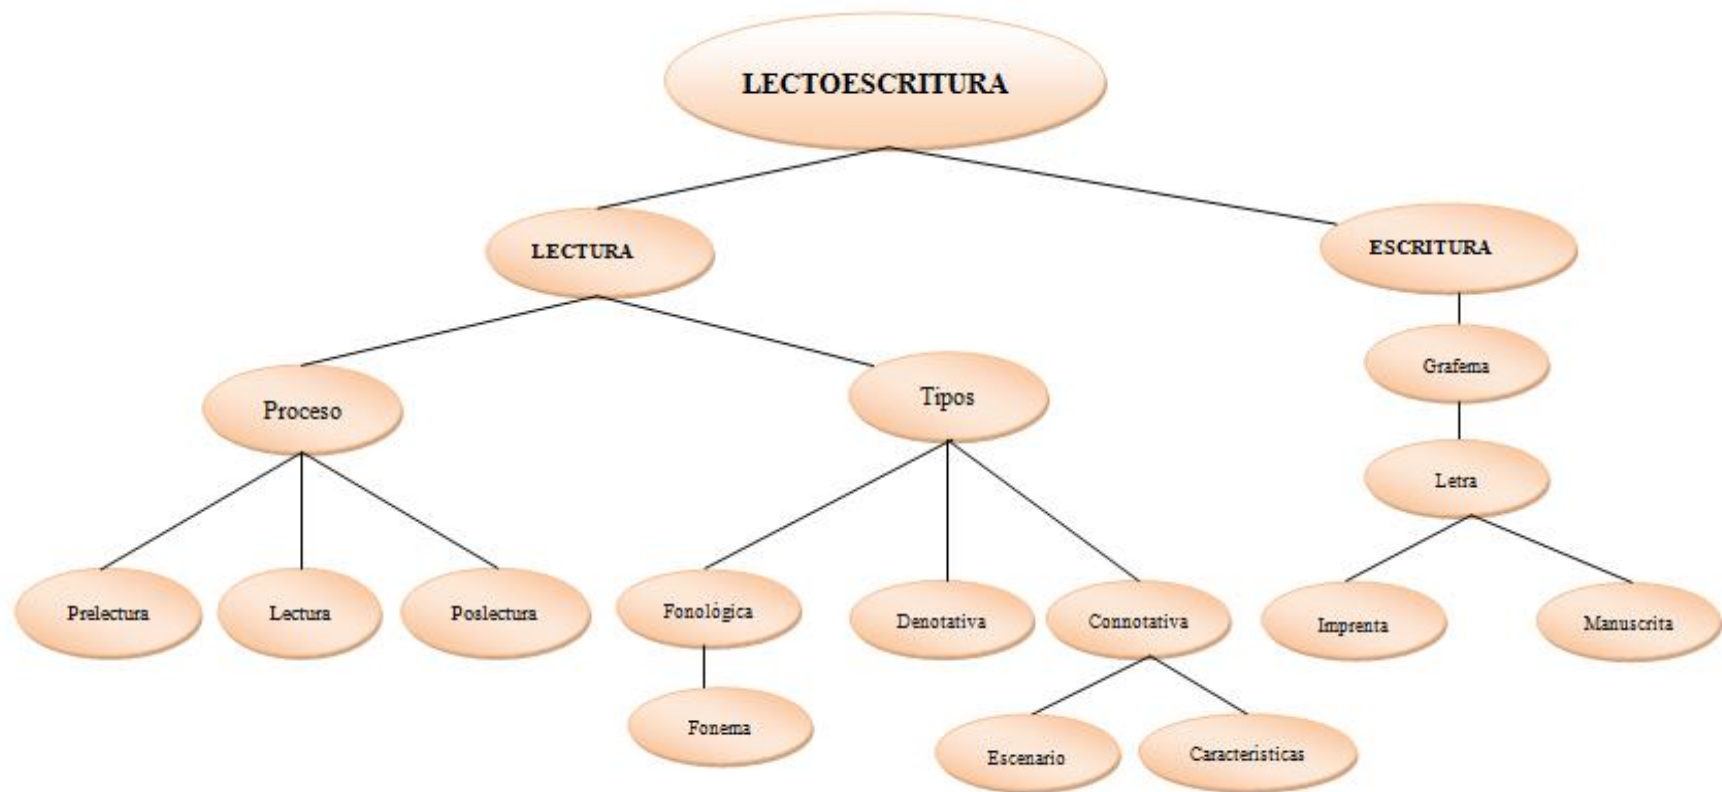 LECTOESCRITURA
LECTURA
ESCRITURA
Grafema
Proceso
Tipos
Letra
Prelectura
Lectura
Poslectura
Fonológica
Denotativa
Connotativa
Imprenta
Manuscrita
Fonema
Escenario
Características